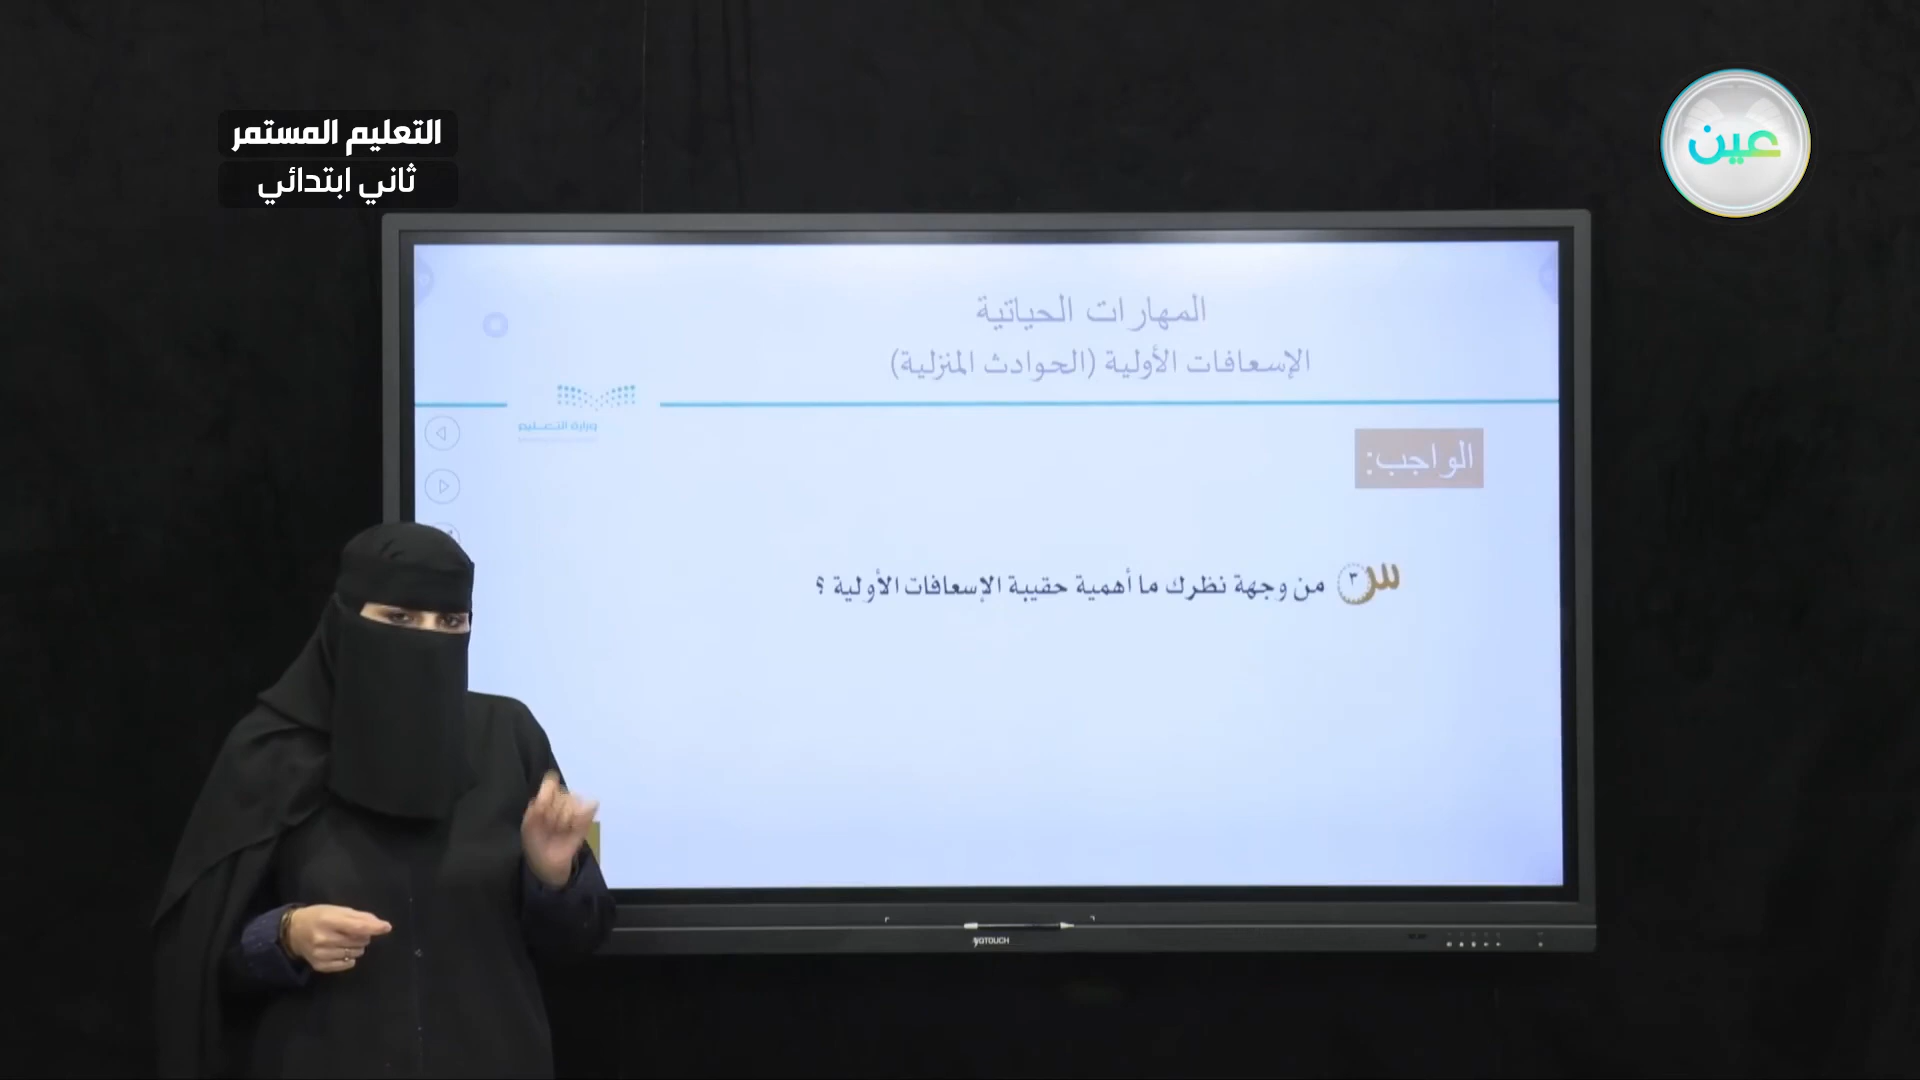 التعليم المستمر
ثاني ابتدائي
عين
المهارات الحياتية
الإسعافات الأولية (الحوادث المنزلية)
وزارة التعـليم
الواجب:
س٣ من وجهة نظرك ما أهمية حقيبة الإسعافات الأولية ؟